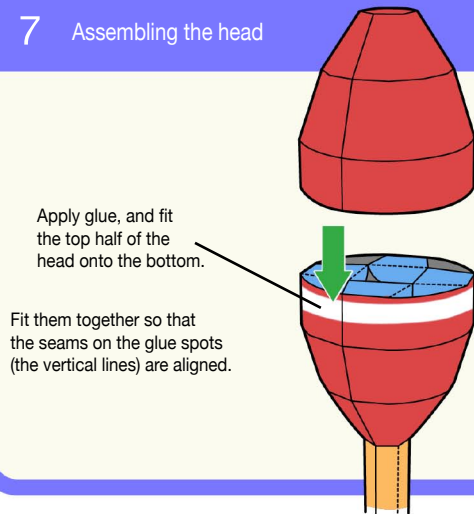 7 Assembling the head
Apply glue, and fit
the top half of the
head onto the bottom.
Fit them together so that
the seams on the glue spots
(the vertical lines) are aligned.